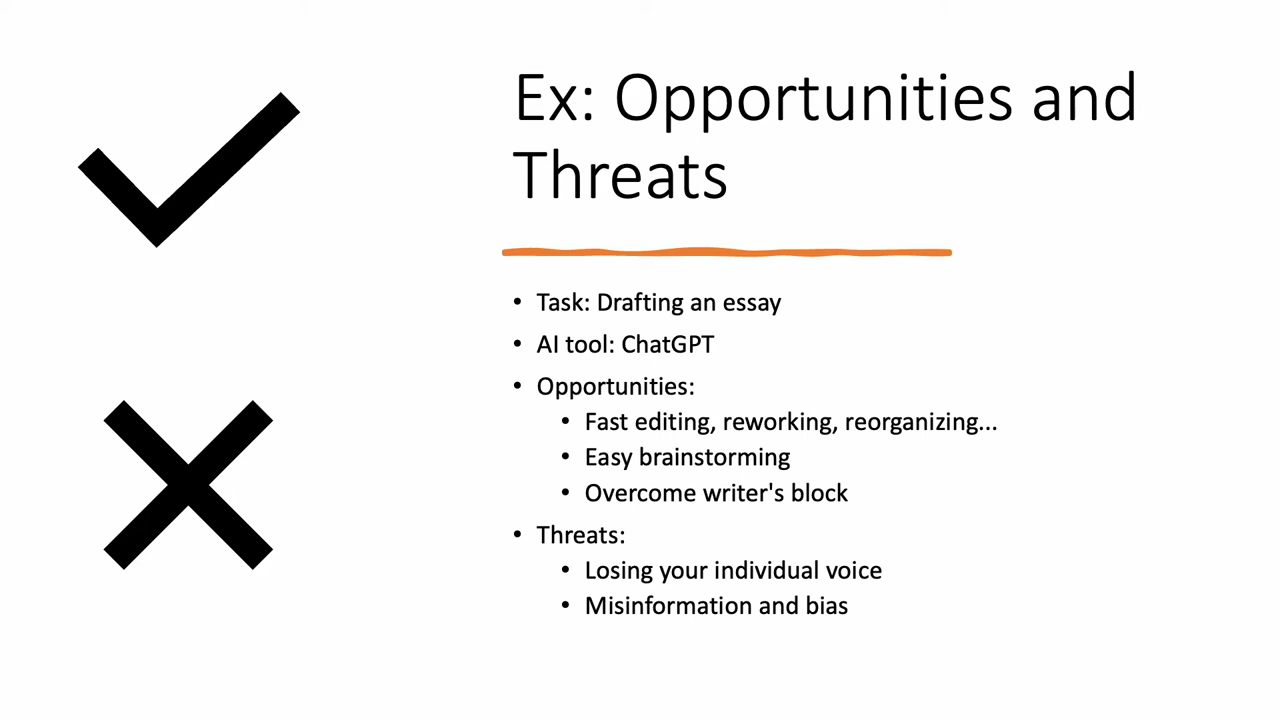 Ex: Opportunities and
Threats
• Task: Drafting an essay
• AI tool: ChatGPT
• Opportunities:
• Fast editing, reworking, reorganizing...
• Easy brainstorming
• Overcome writer's block
• Threats:
• Losing your individual voice
• Misinformation and bias